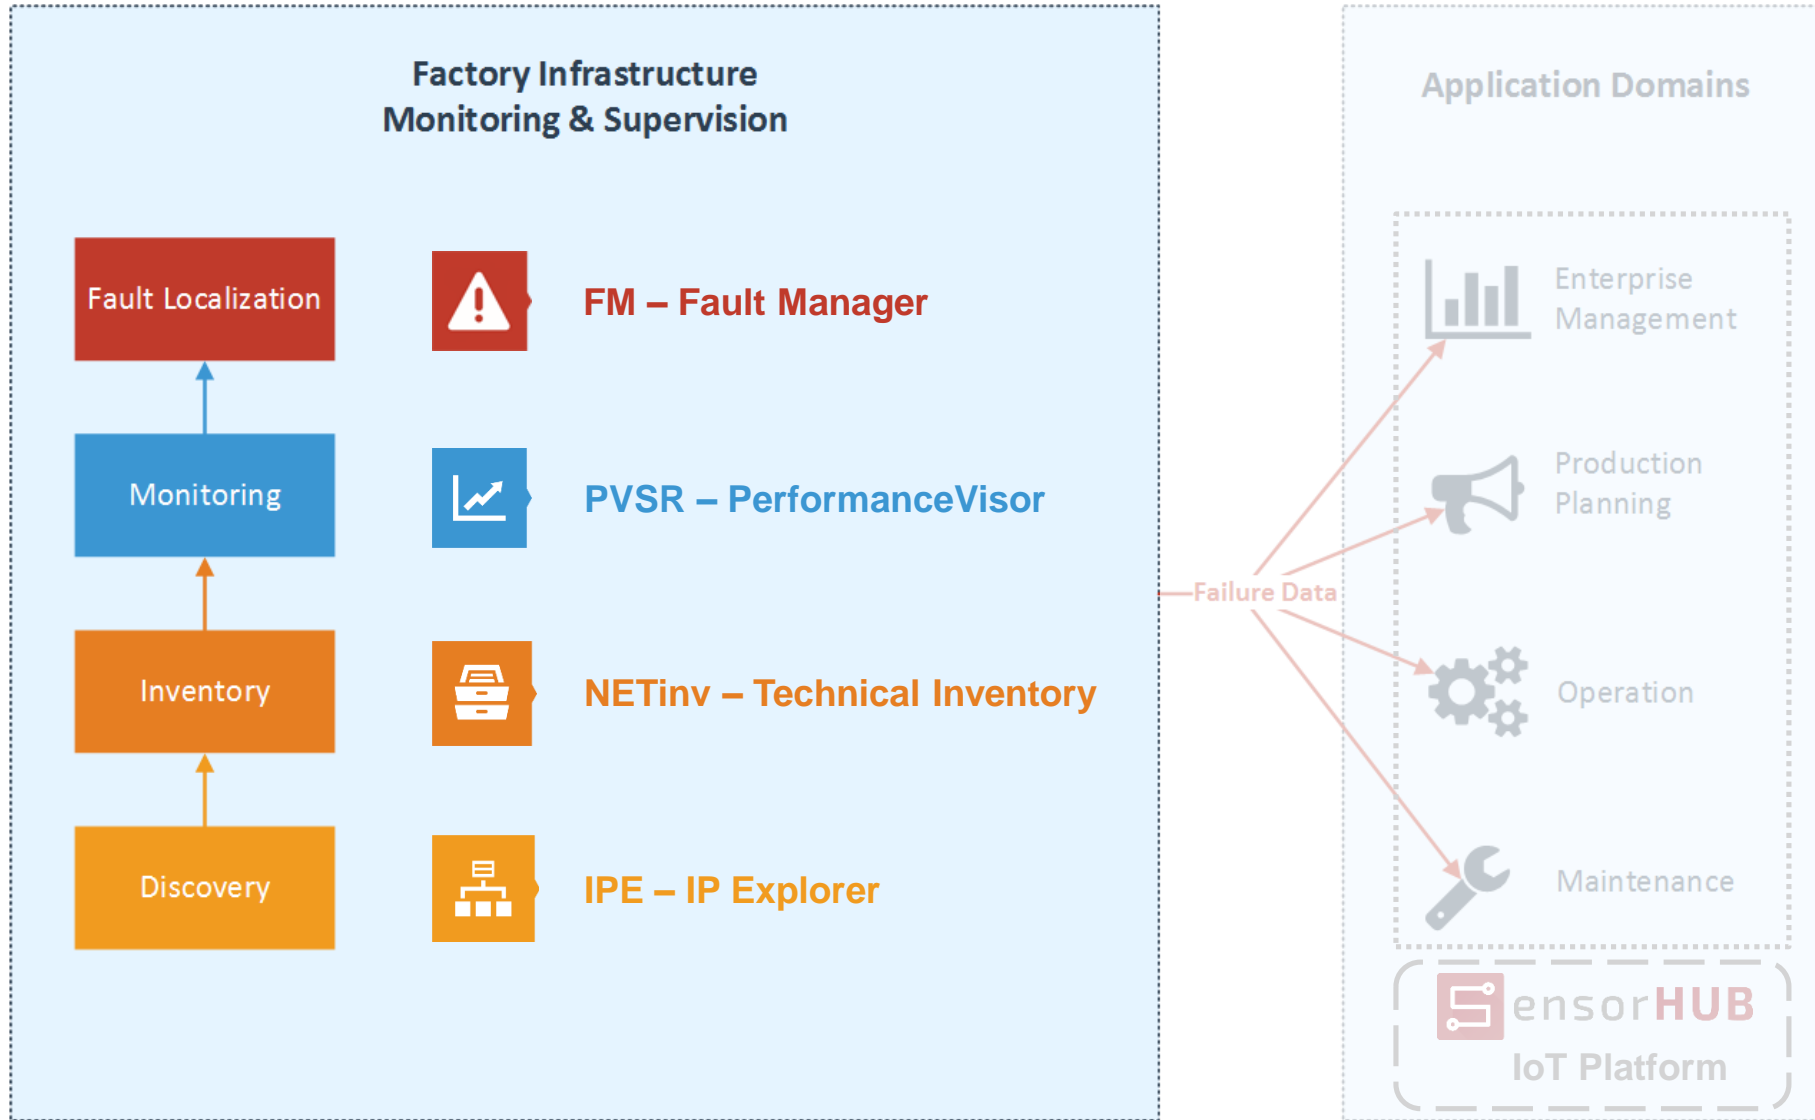 Factory Infrastructure
Monitoring & Supervision
Fault Localization
FM – Fault Manager
Monitoring
PVSR – PerformanceVisor
Inventory
NETinv – Technical Inventory
Discovery
IPE – IP Explorer
Failure Data
Application Domains
Enterprise
Management
Production
Planning
Operation
Maintenance
SensorHUB
IoT Platform